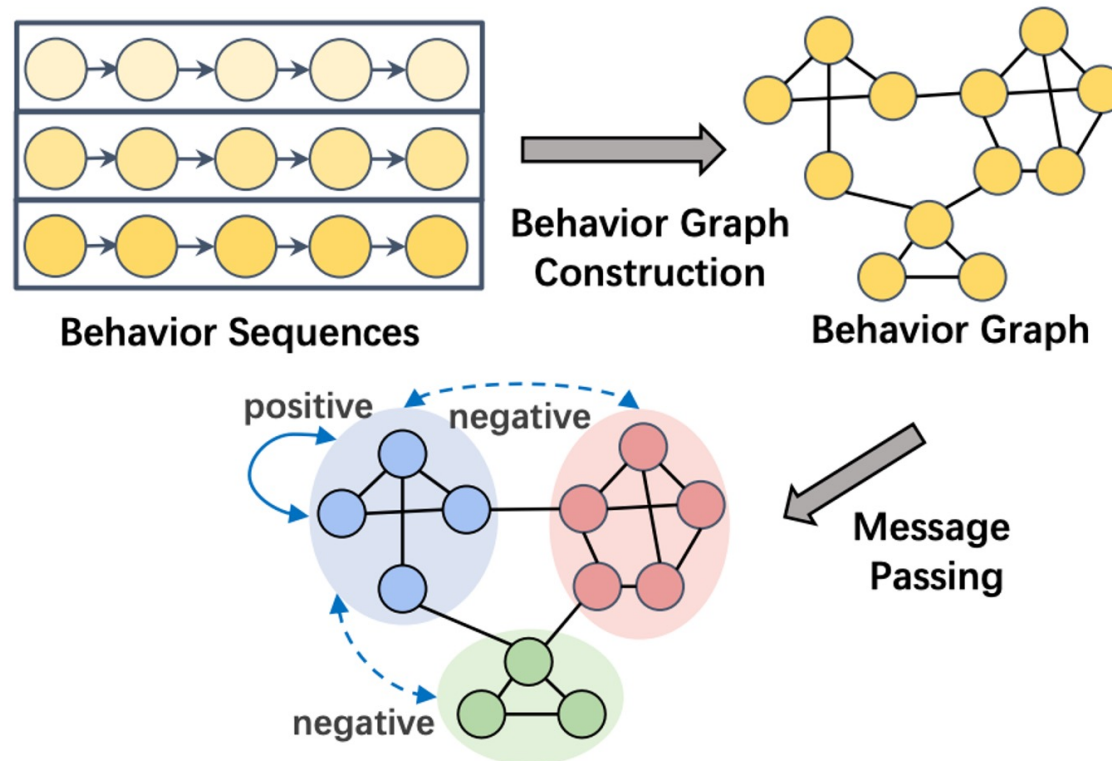 Behavior Sequences
Behavior Graph
Construction
Behavior Graph
positive
negative
Message
Passing
negative